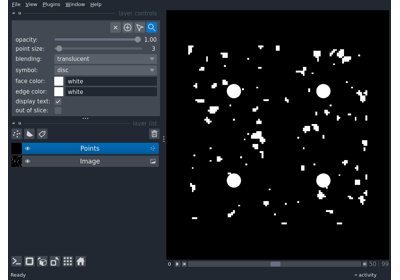 File View Plugins Window Help
layer controls
opacity: 1.00
point size: 3
blending: translucent
symbol: disc
face color: white
edge color: white
display text: ✓
out of slice:
layer list
Points
Image
50 99
Ready activity